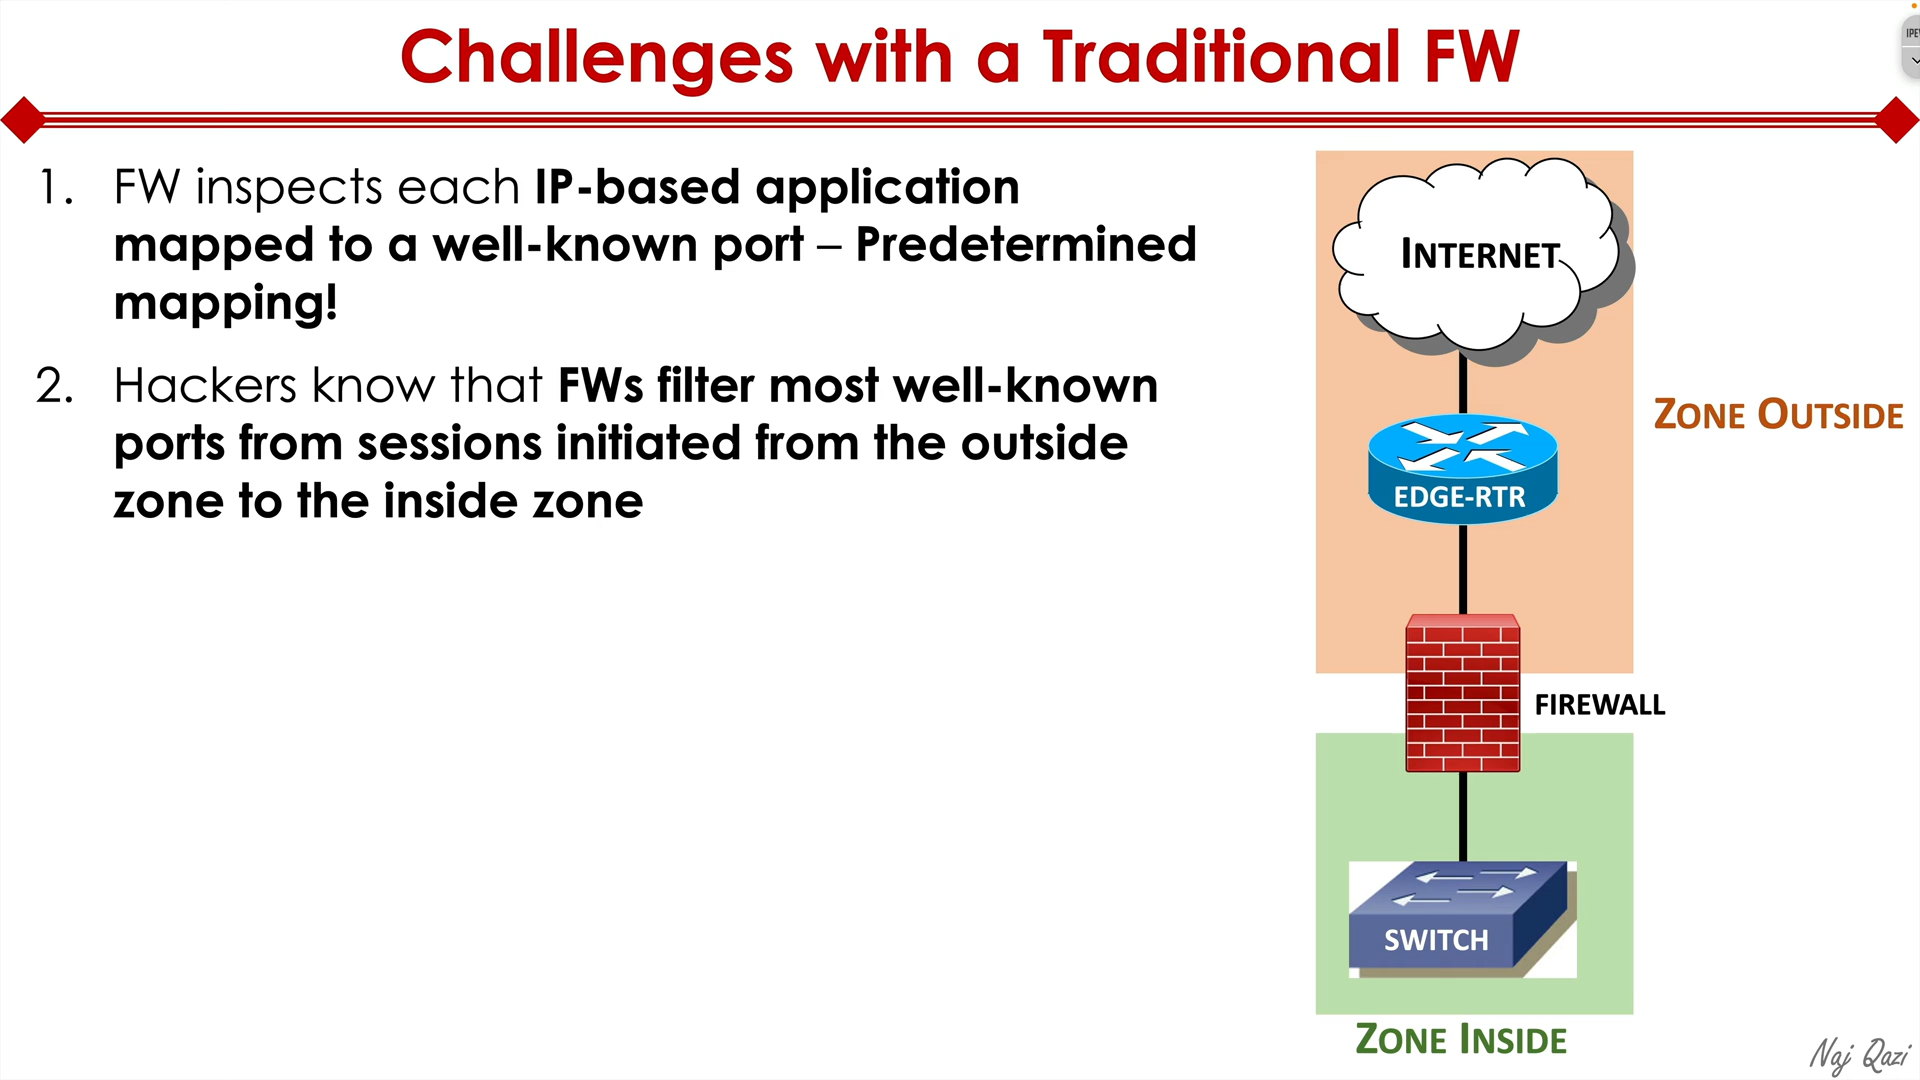 Challenges with a Traditional FW
1. FW inspects each IP-based application
mapped to a well-known port – Predetermined
mapping!
2. Hackers know that FWs filter most well-known
ports from sessions initiated from the outside
zone to the inside zone
INTERNET
ZONE OUTSIDE
EDGE-RTR
FIREWALL
SWITCH
ZONE INSIDE
Naj Qazi